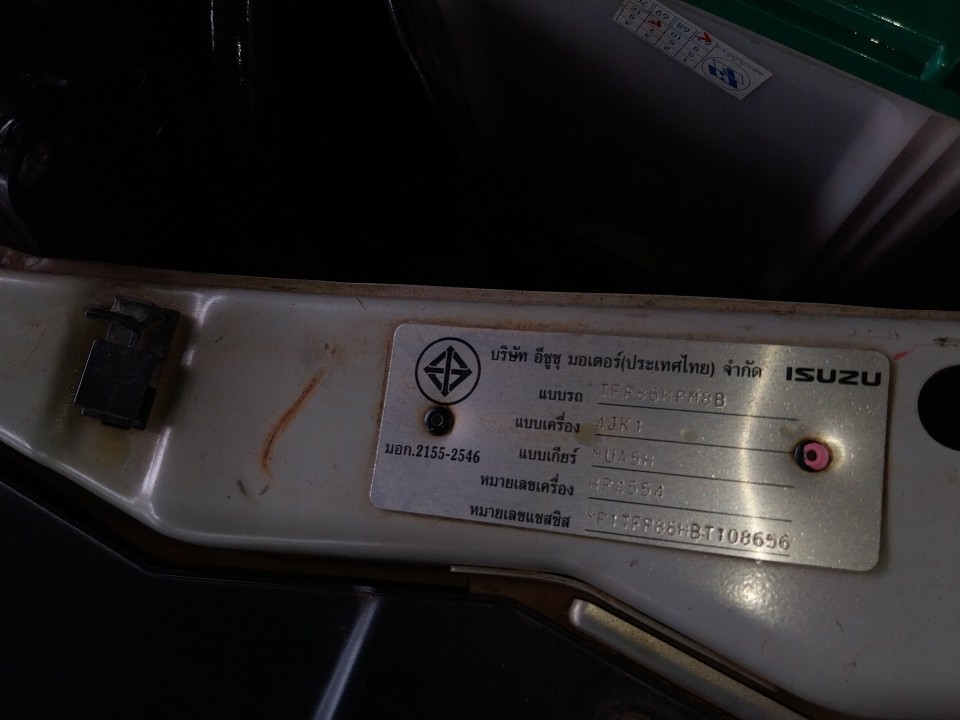 บริษัท อีซูซุ มอเตอร์(ประเทศไทย) จำกัด ISUZU
แบบรถ TFR86HPM8B
แบบเครื่อง 4JK1
มอก.2155-2546 แบบเกียร์ MUA5H
หมายเลขเครื่อง
หมายเลขแชสซิส MP1TFR86HBT108656